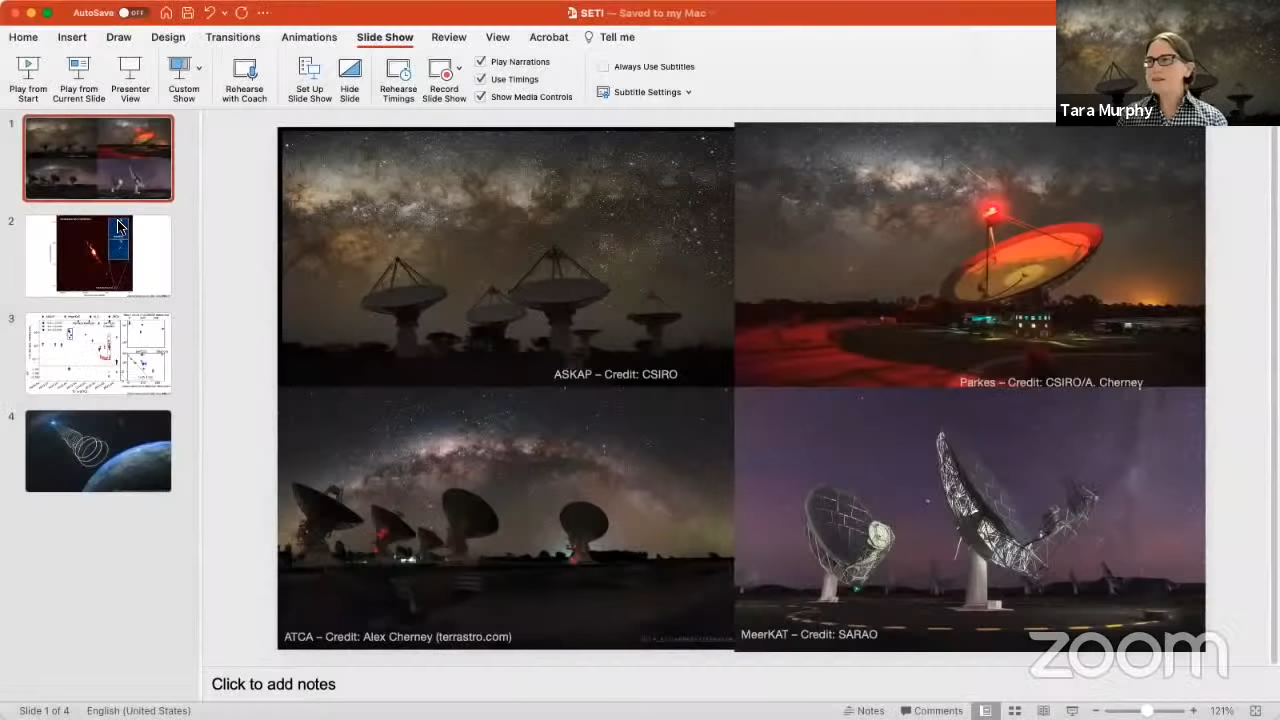 AutoSave OFF
SETI — Saved to my Mac
Home Insert Draw Design Transitions Animations Slide Show Review View Acrobat Tell me
Play from Start
Play from Current Slide
Presenter View
Custom Show
Rehearse with Coach
Set Up Slide Show
Hide Slide
Rehearse Timings
Record Slide Show
Play Narrations
Use Timings
Show Media Controls
Always Use Subtitles
Subtitle Settings
Tara Murphy
1
2
3
4
ASKAP – Credit: CSIRO
Parkes – Credit: CSIRO/A. Cherney
ATCA – Credit: Alex Cherney (terrastro.com)
MeerKAT – Credit: SARAO
zoom
Click to add notes
Slide 1 of 4 English (United States)
Notes Comments 121%